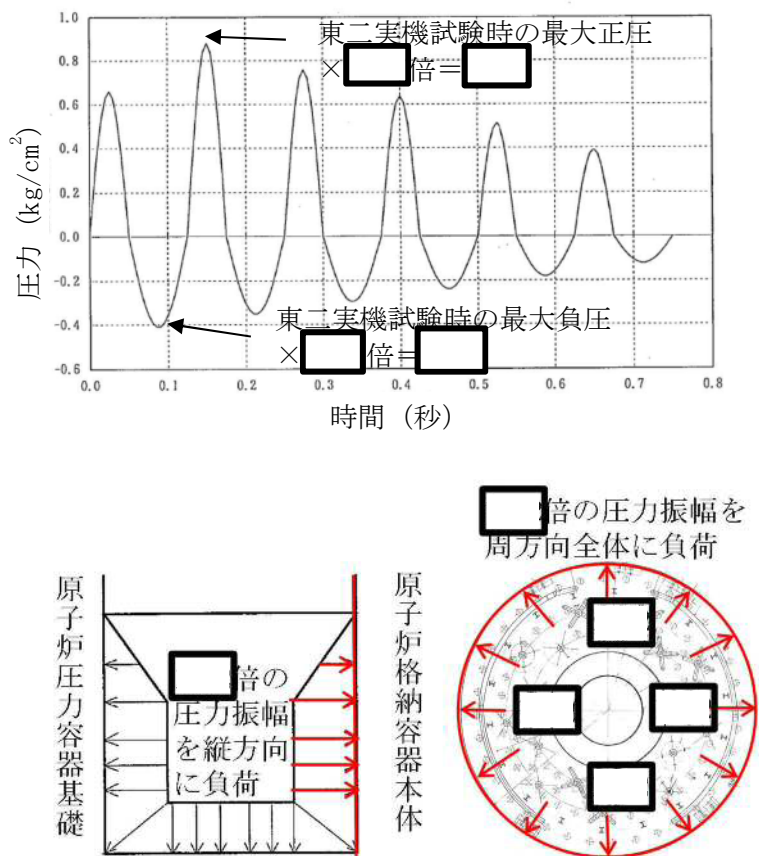 1.0
東二実機試験時の最大正圧
0.8
× 倍=
0.6
0.4
0.2
0.0
-0.2
-0.4
-0.6
圧力 (kg/cm²)
東二実機試験時の最大負圧
× 倍=
0.0 0.1 0.2 0.3 0.4 0.5 0.6 0.7 0.8
時間 (秒)
倍の圧力振幅を
周方向全体に負荷
原子炉圧力容器基礎
倍の
圧力振幅
を縦方向
に負荷
原子炉格納容器本体